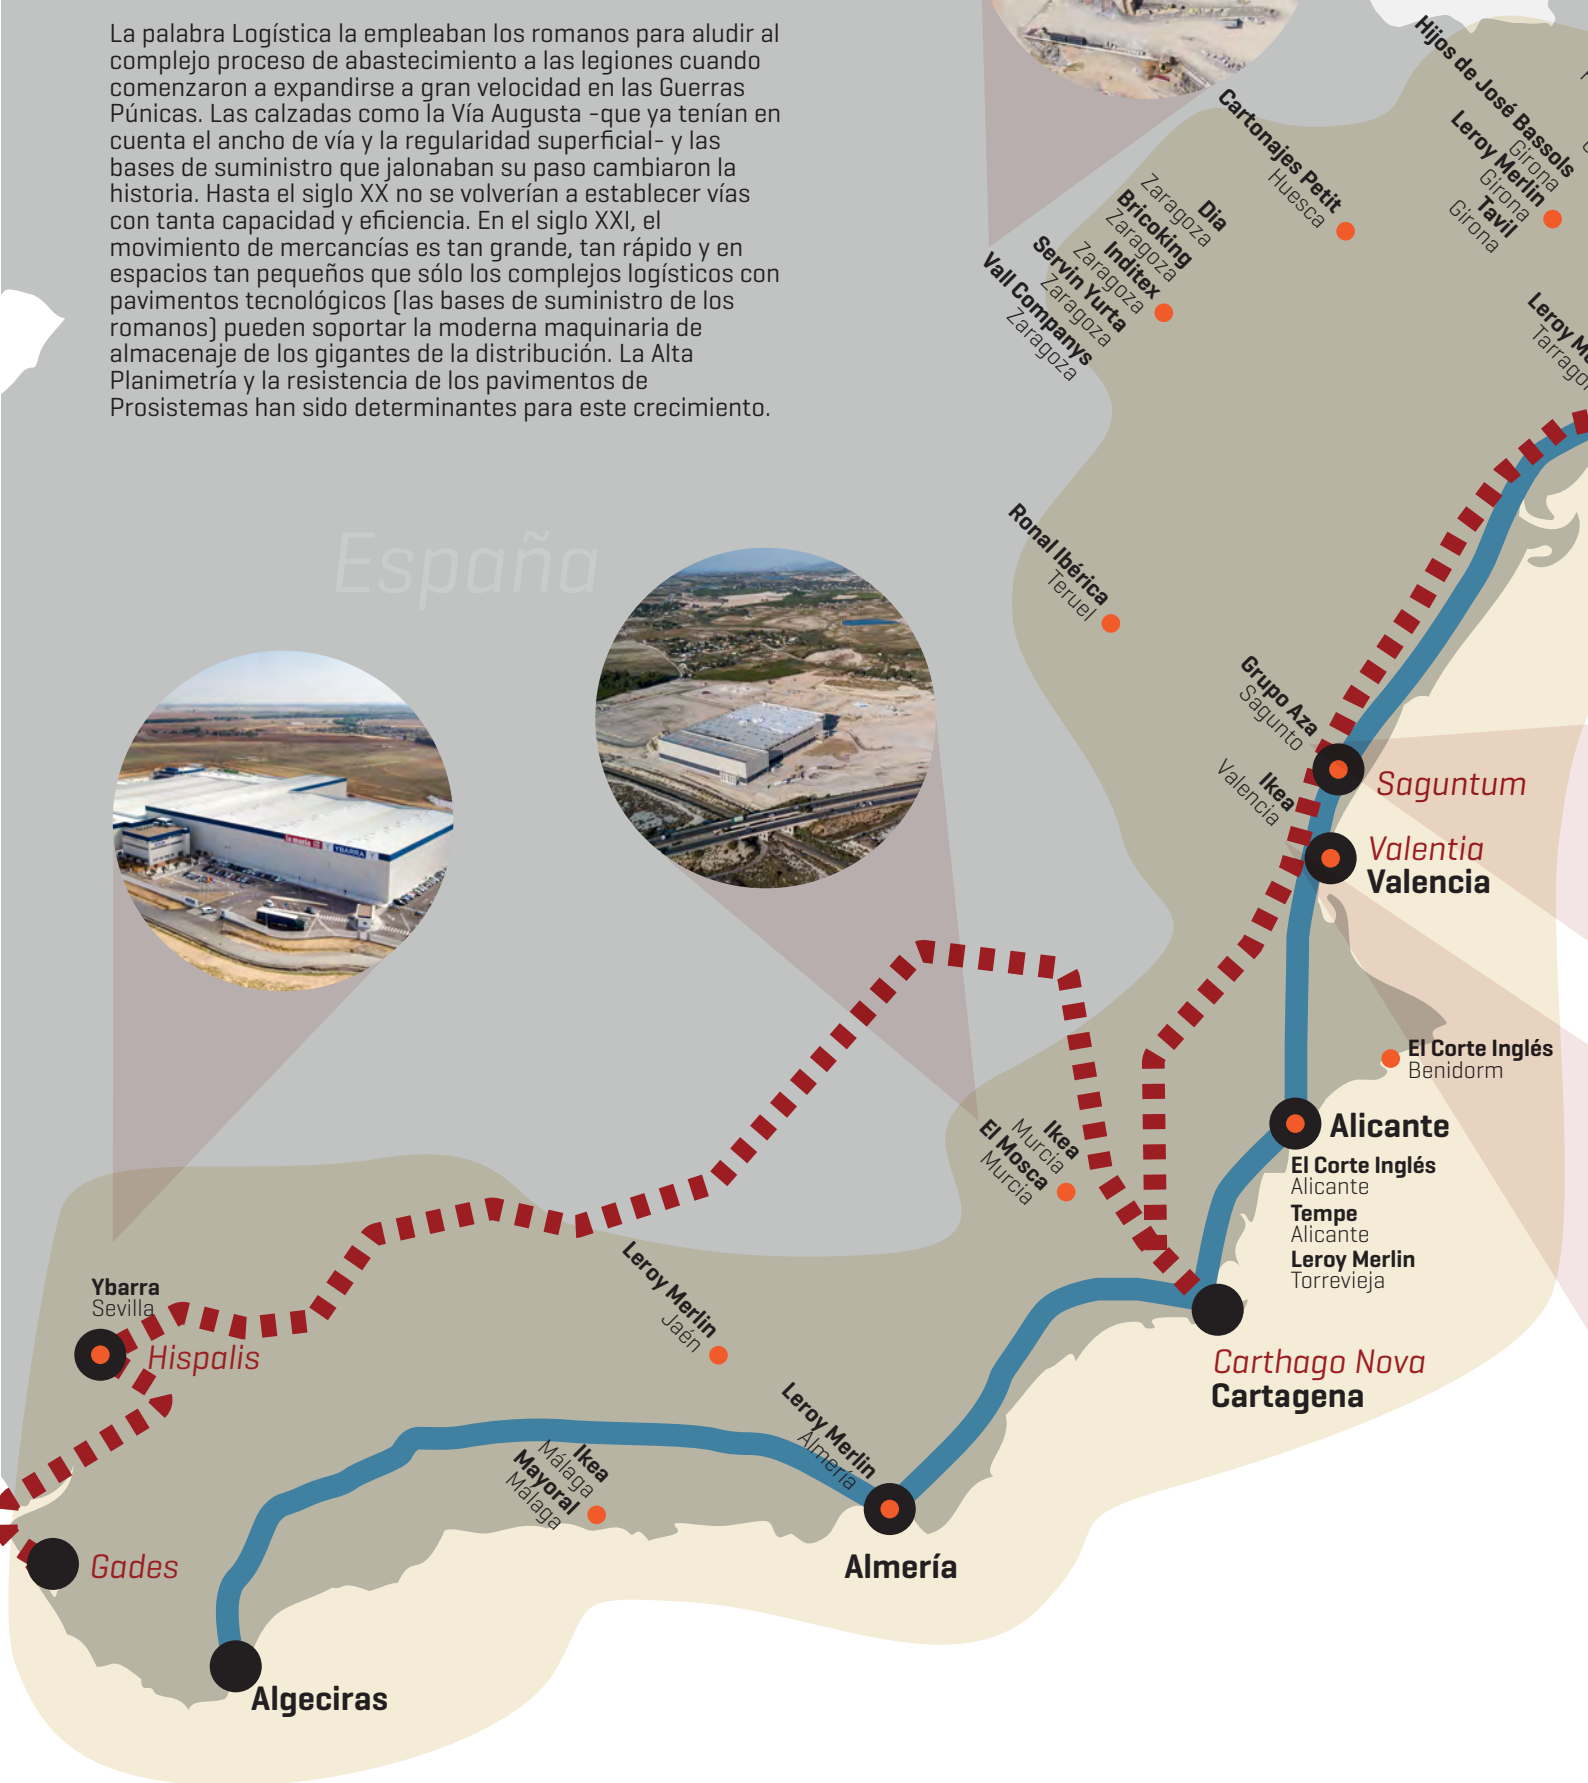 La palabra Logística la empleaban los romanos para aludir al
complejo proceso de abastecimiento a las legiones cuando
comenzaron a expandirse a gran velocidad en las Guerras
Púnicas. Las calzadas como la Vía Augusta -que ya tenían en
cuenta el ancho de vía y la regularidad superficial- y las
bases de suministro que jalonaban su paso cambiaron la
historia. Hasta el siglo XX no se volverían a establecer vías
con tanta capacidad y eficiencia. En el siglo XXI, el
movimiento de mercancías es tan grande, tan rápido y en
espacios tan pequeños que sólo los complejos logísticos con
pavimentos tecnológicos (las bases de suministro de los
romanos) pueden soportar la moderna maquinaria de
almacenaje de los gigantes de la distribución. La Alta
Planimetría y la resistencia de los pavimentos de
Prosistemas han sido determinantes para este crecimiento.
España
Hijos de José Bassols
Girona
Leroy Merlin
Girona
Tavil
Girona
Cartonajes Petit
Huesca
Dia
Zaragoza
Bricoking
Zaragoza
Inditex
Zaragoza
Servin Yurta
Zaragoza
Vall Companys
Zaragoza
Leroy
Ronal Ibérica
Teruel
Grupo Aza
Sagunto
Saguntum
Ikea
Valencia
Valentia
Valencia
YBARRA
El Corte Inglés
Benidorm
Alicante
El Corte Inglés
Alicante
Tempe
Alicante
Leroy Merlin
Torrevieja
Ikea
Murcia
El Mosca
Murcia
Carthago Nova
Cartagena
Ybarra
Sevilla
Hispalis
Leroy Merlin
Jaén
Leroy Merlin
Almería
Almería
Ikea
Málaga
Mayoral
Málaga
Gades
Algeciras